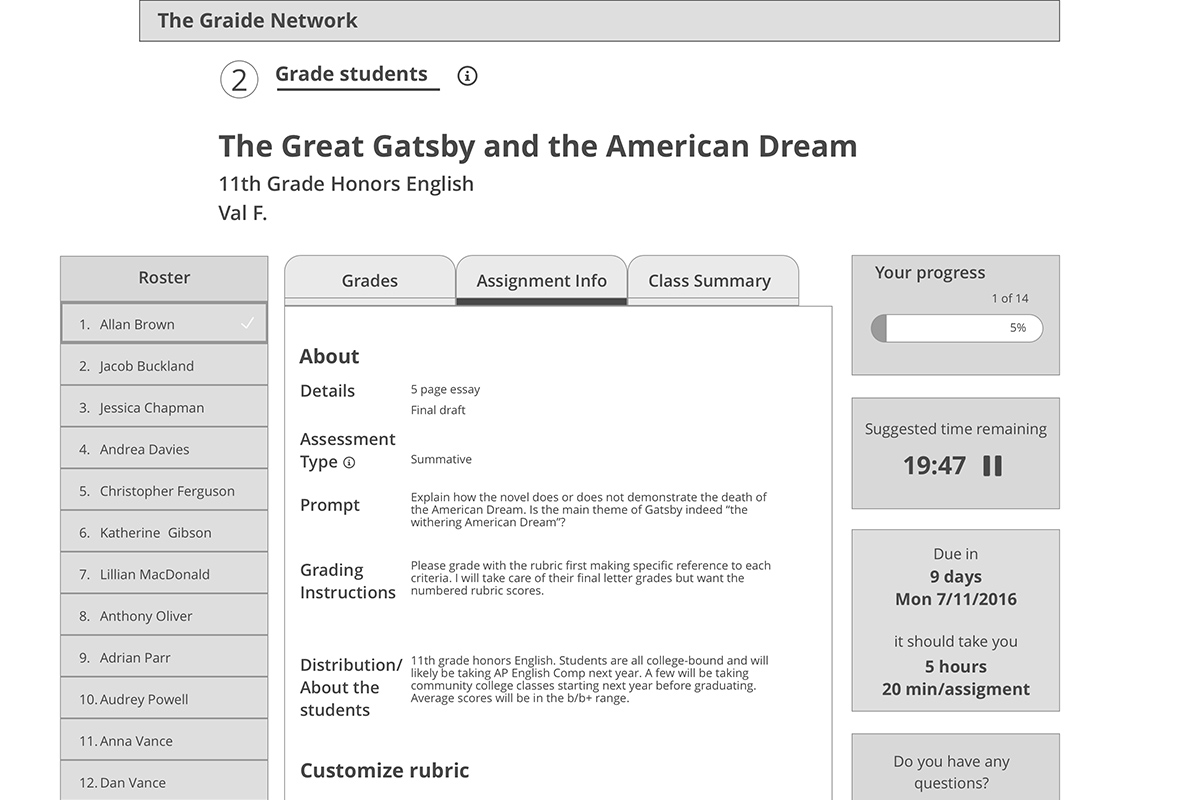 The Graide Network
2 Grade students
The Great Gatsby and the American Dream
11th Grade Honors English
Val F.
Roster
1. Allan Brown
2. Jacob Buckland
3. Jessica Chapman
4. Andrea Davies
5. Christopher Ferguson
6. Katherine Gibson
7. Lillian MacDonald
8. Anthony Oliver
9. Adrian Parr
10. Audrey Powell
11. Anna Vance
12. Dan Vance
Grades
Assignment Info
Class Summary
About
Details
5 page essay
Final draft
Assessment
Type
Summative
Prompt
Explain how the novel does or does not demonstrate the death of
the American Dream. Is the main theme of Gatsby indeed “the
withering American Dream”?
Grading
Instructions
Please grade with the rubric first making specific reference to each
criteria. I will take care of their final letter grades but want the
numbered rubric scores.
Distribution/
About the
students
11th grade honors English. Students are all college-bound and will
likely be taking AP English Comp next year. A few will be taking
community college classes starting next year before graduating.
Average scores will be in the b/b+ range.
Customize rubric
Your progress
1 of 14
5%
Suggested time remaining
19:47
Due in
9 days
Mon 7/11/2016
it should take you
5 hours
20 min/assigment
Do you have any
questions?